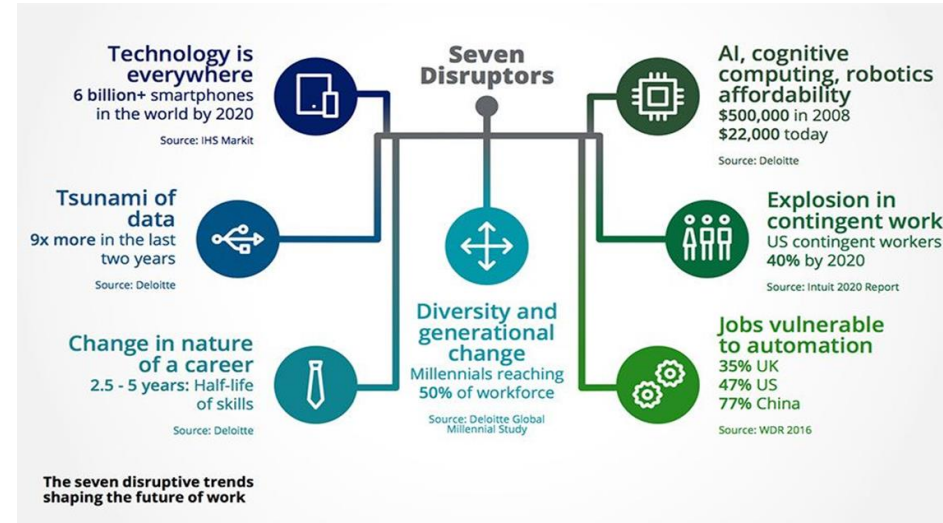 Seven
Disruptors
Technology is
everywhere
6 billion+ smartphones
in the world by 2020
Source: IHS Markit
Tsunami of
data
9x more in the last
two years
Source: Deloitte
Change in nature
of a career
2.5 - 5 years: Half-life
of skills
Source: Deloitte
Diversity and
generational
change
Millennials reaching
50% of workforce
Source: Deloitte Global
Millennial Study
AI, cognitive
computing, robotics
affordability
$500,000 in 2008
$22,000 today
Source: Deloitte
Explosion in
contingent work
US contingent workers
40% by 2020
Source: Intuit 2020 Report
Jobs vulnerable
to automation
35% UK
47% US
77% China
Source: WDR 2016
The seven disruptive trends
shaping the future of work